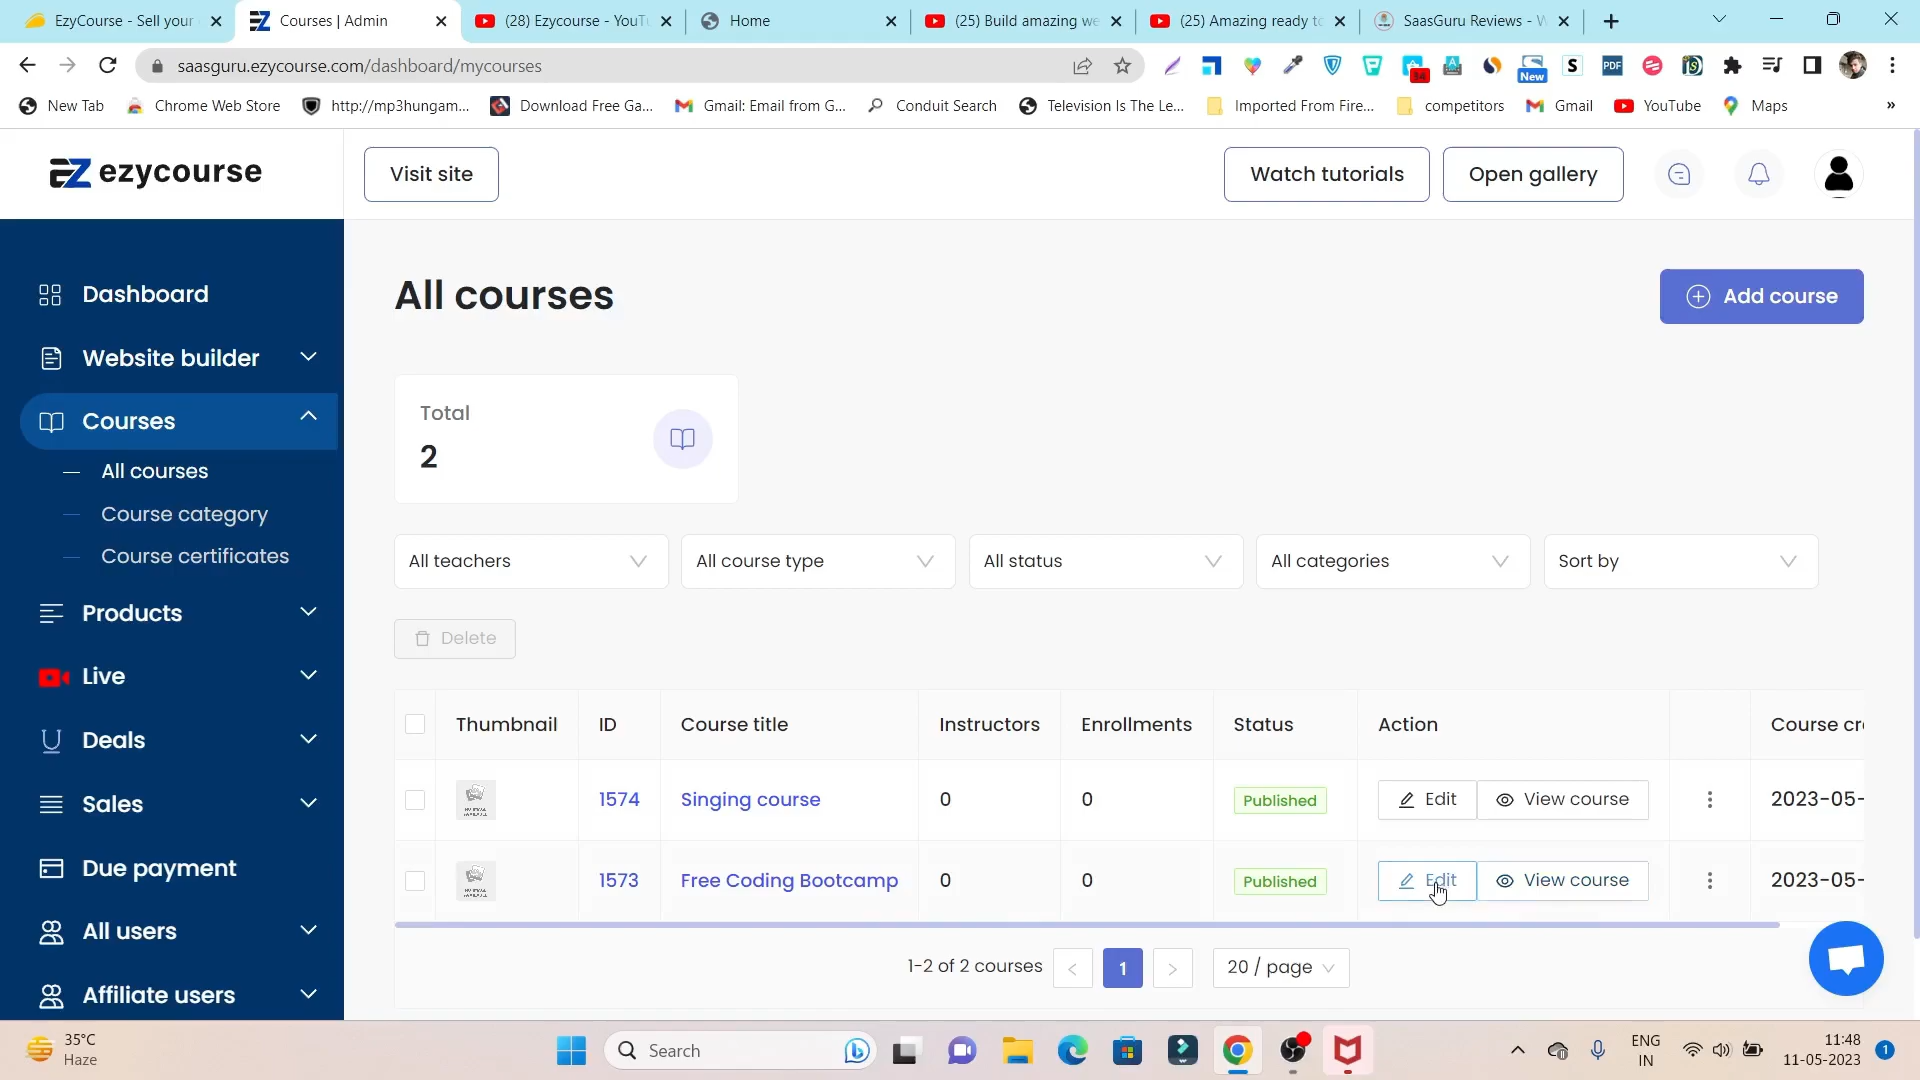 EzyCourse - Sell your
Courses | Admin
(28) Ezycourse - YouTu
Home
(25) Build amazing we
(25) Amazing ready to
SaasGuru Reviews - W
saasguru.ezycourse.com/dashboard/mycourses
34
New
S
PDF
New Tab
Chrome Web Store
http://mp3hungam...
Download Free Ga...
Gmail: Email from G...
Conduit Search
Television Is The Le...
Imported From Fire...
competitors
Gmail
YouTube
Maps
»
ezycourse
Visit site
Watch tutorials
Open gallery
Dashboard
Website builder
Courses
All courses
Course category
Course certificates
Products
Live
Deals
Sales
Due payment
All users
Affiliate users
All courses
Add course
Total
2
All teachers
All course type
All status
All categories
Sort by
Delete
Thumbnail ID Course title Instructors Enrollments Status Action Course cre
1574 Singing course 0 0 Published Edit View course 2023-05-
1573 Free Coding Bootcamp 0 0 Published Edit View course 2023-05-
1-2 of 2 courses < 1 > 20 / page
35°C
Haze
Search
ENG
IN
11:48
11-05-2023
1